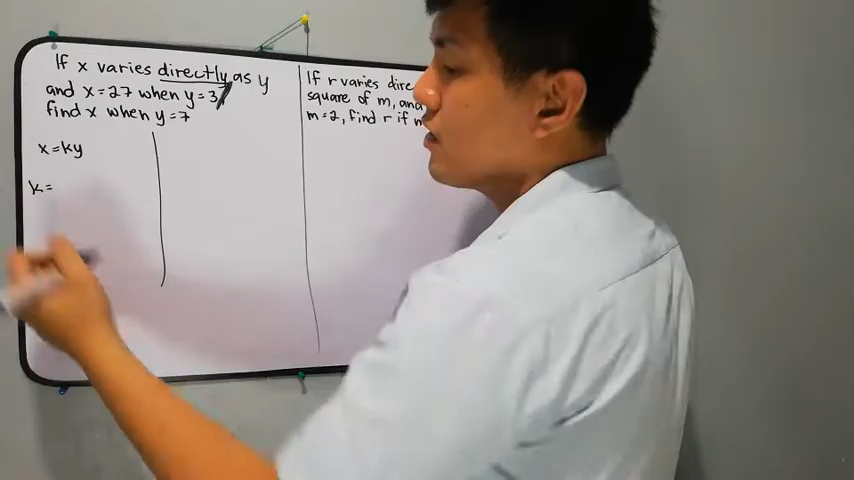 If x varies directly as y
and x=27 when y=3,
find x when y=7
x=ky
k=
If r varies
square of m, and
m=2, find r if